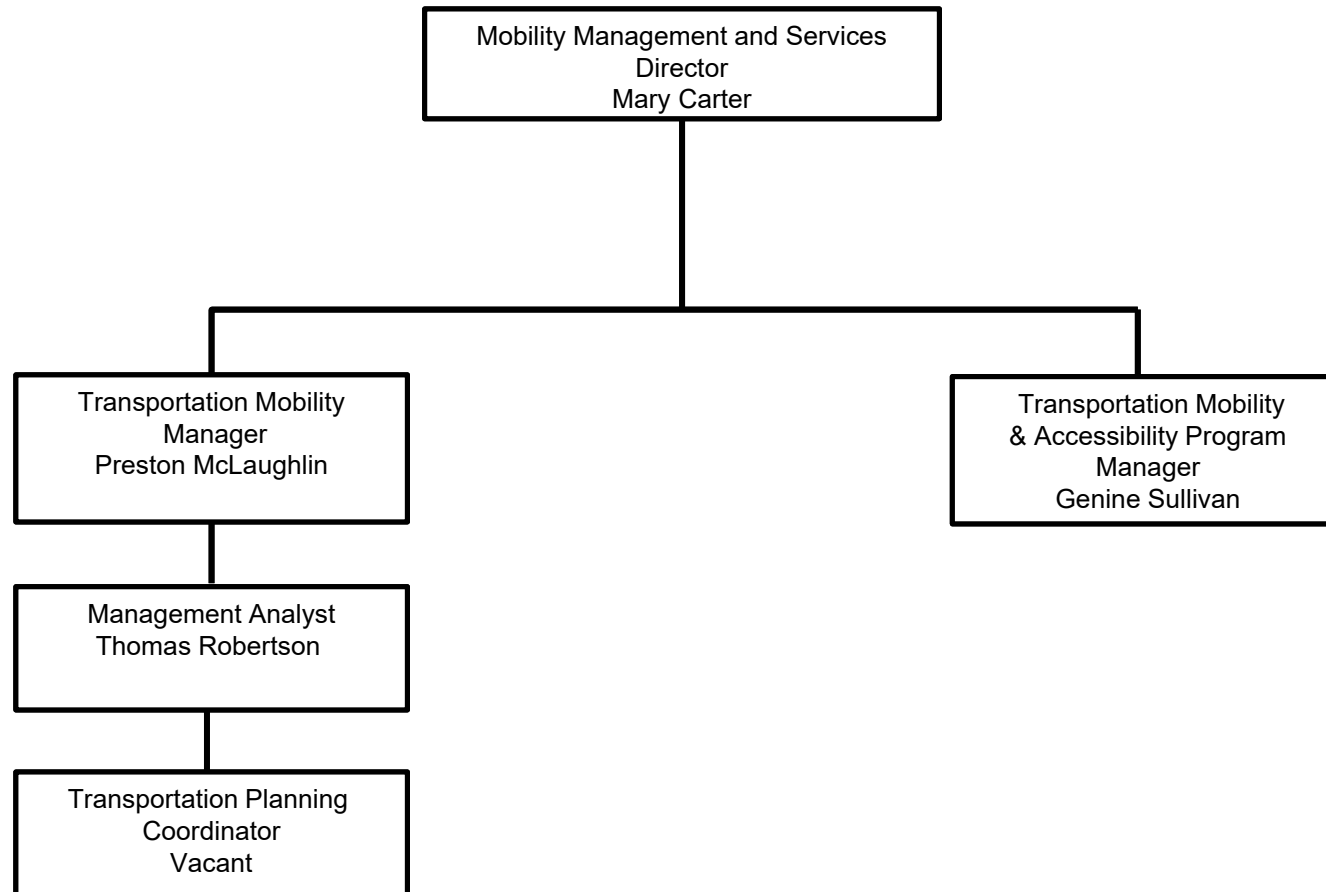 Mobility Management and Services
Director
Mary Carter
Transportation Mobility
Manager
Preston McLaughlin
Transportation Mobility
& Accessibility Program
Manager
Genine Sullivan
Management Analyst
Thomas Robertson
Transportation Planning
Coordinator
Vacant